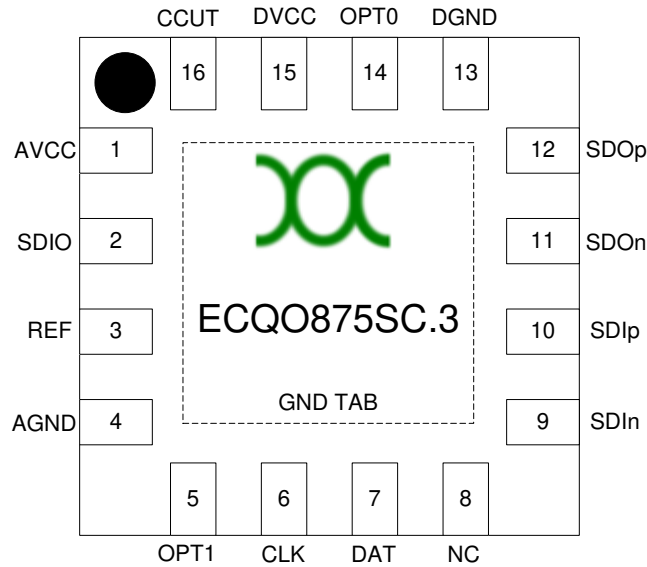 CCUT DVCC OPT0 DGND
16 15 14 13
AVCC 1 12 SDOp
SDIO 2 11 SDOn
ECQO875SC.3
REF 3 10 SDIp
GND TAB
AGND 4 9 SDIn
5 6 7 8
OPT1 CLK DAT NC